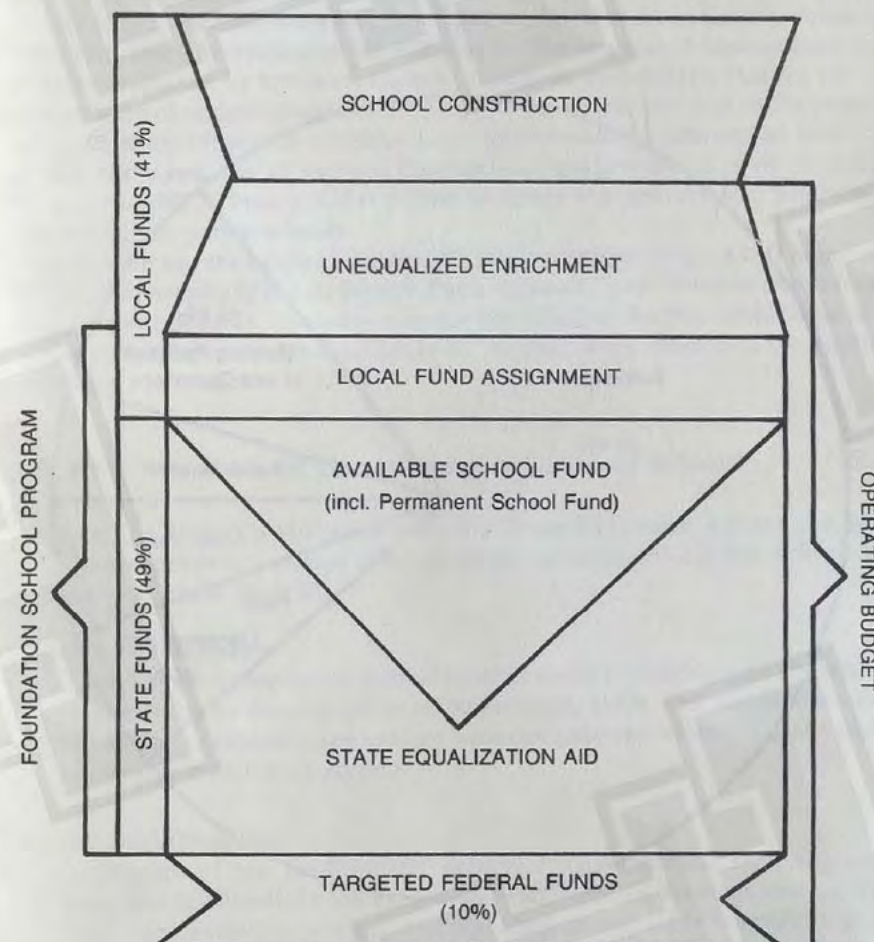 SCHOOL CONSTRUCTION
LOCAL FUNDS (41%)
UNEQUALIZED ENRICHMENT
LOCAL FUND ASSIGNMENT
AVAILABLE SCHOOL FUND
(incl. Permanent School Fund)
FOUNDATION SCHOOL PROGRAM
STATE FUNDS (49%)
OPERATING BUDGET
STATE EQUALIZATION AID
TARGETED FEDERAL FUNDS
(10%)